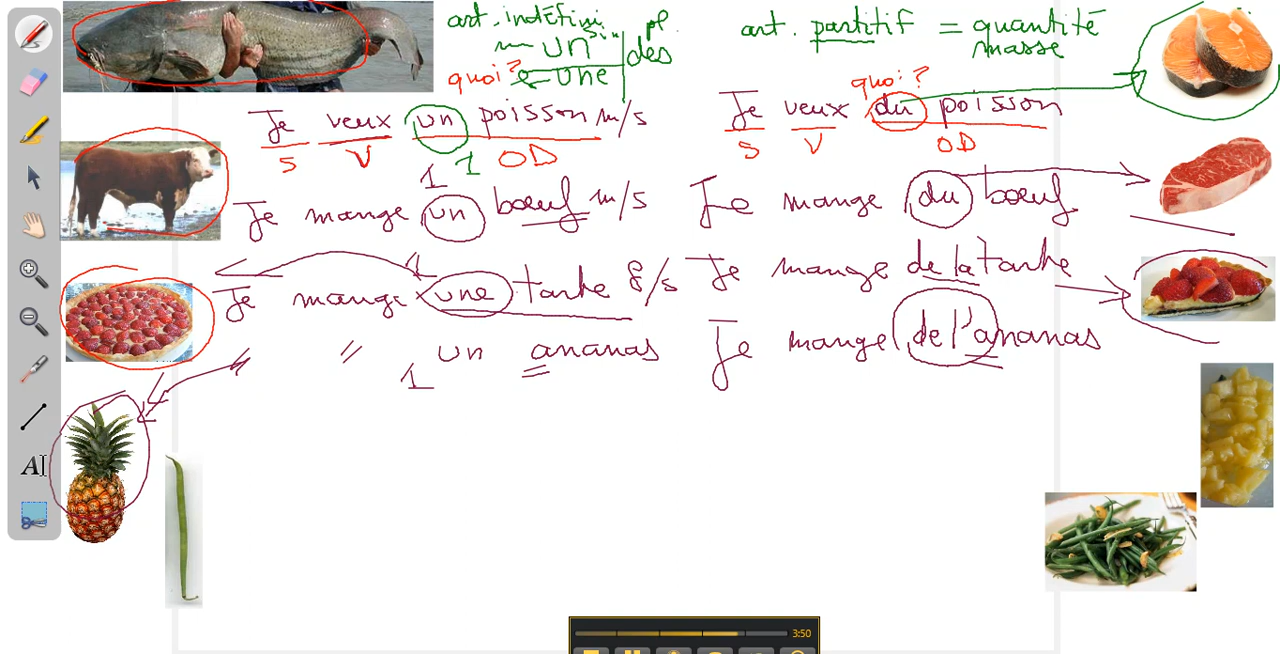 art. indéfini
m un sin pl.
f une des
art. partitif = quantité
masse
quoi?
quoi?
Je veux un poisson m/s
S V 1 OD
Je veux du poisson
S V OD
1
Je mange un bœuf m/s
Je mange du bœuf
1
Je mange une tarte f/s
Je mange de la tarte
" " 1 un ananas
Je mange de l'ananas
A
3:50